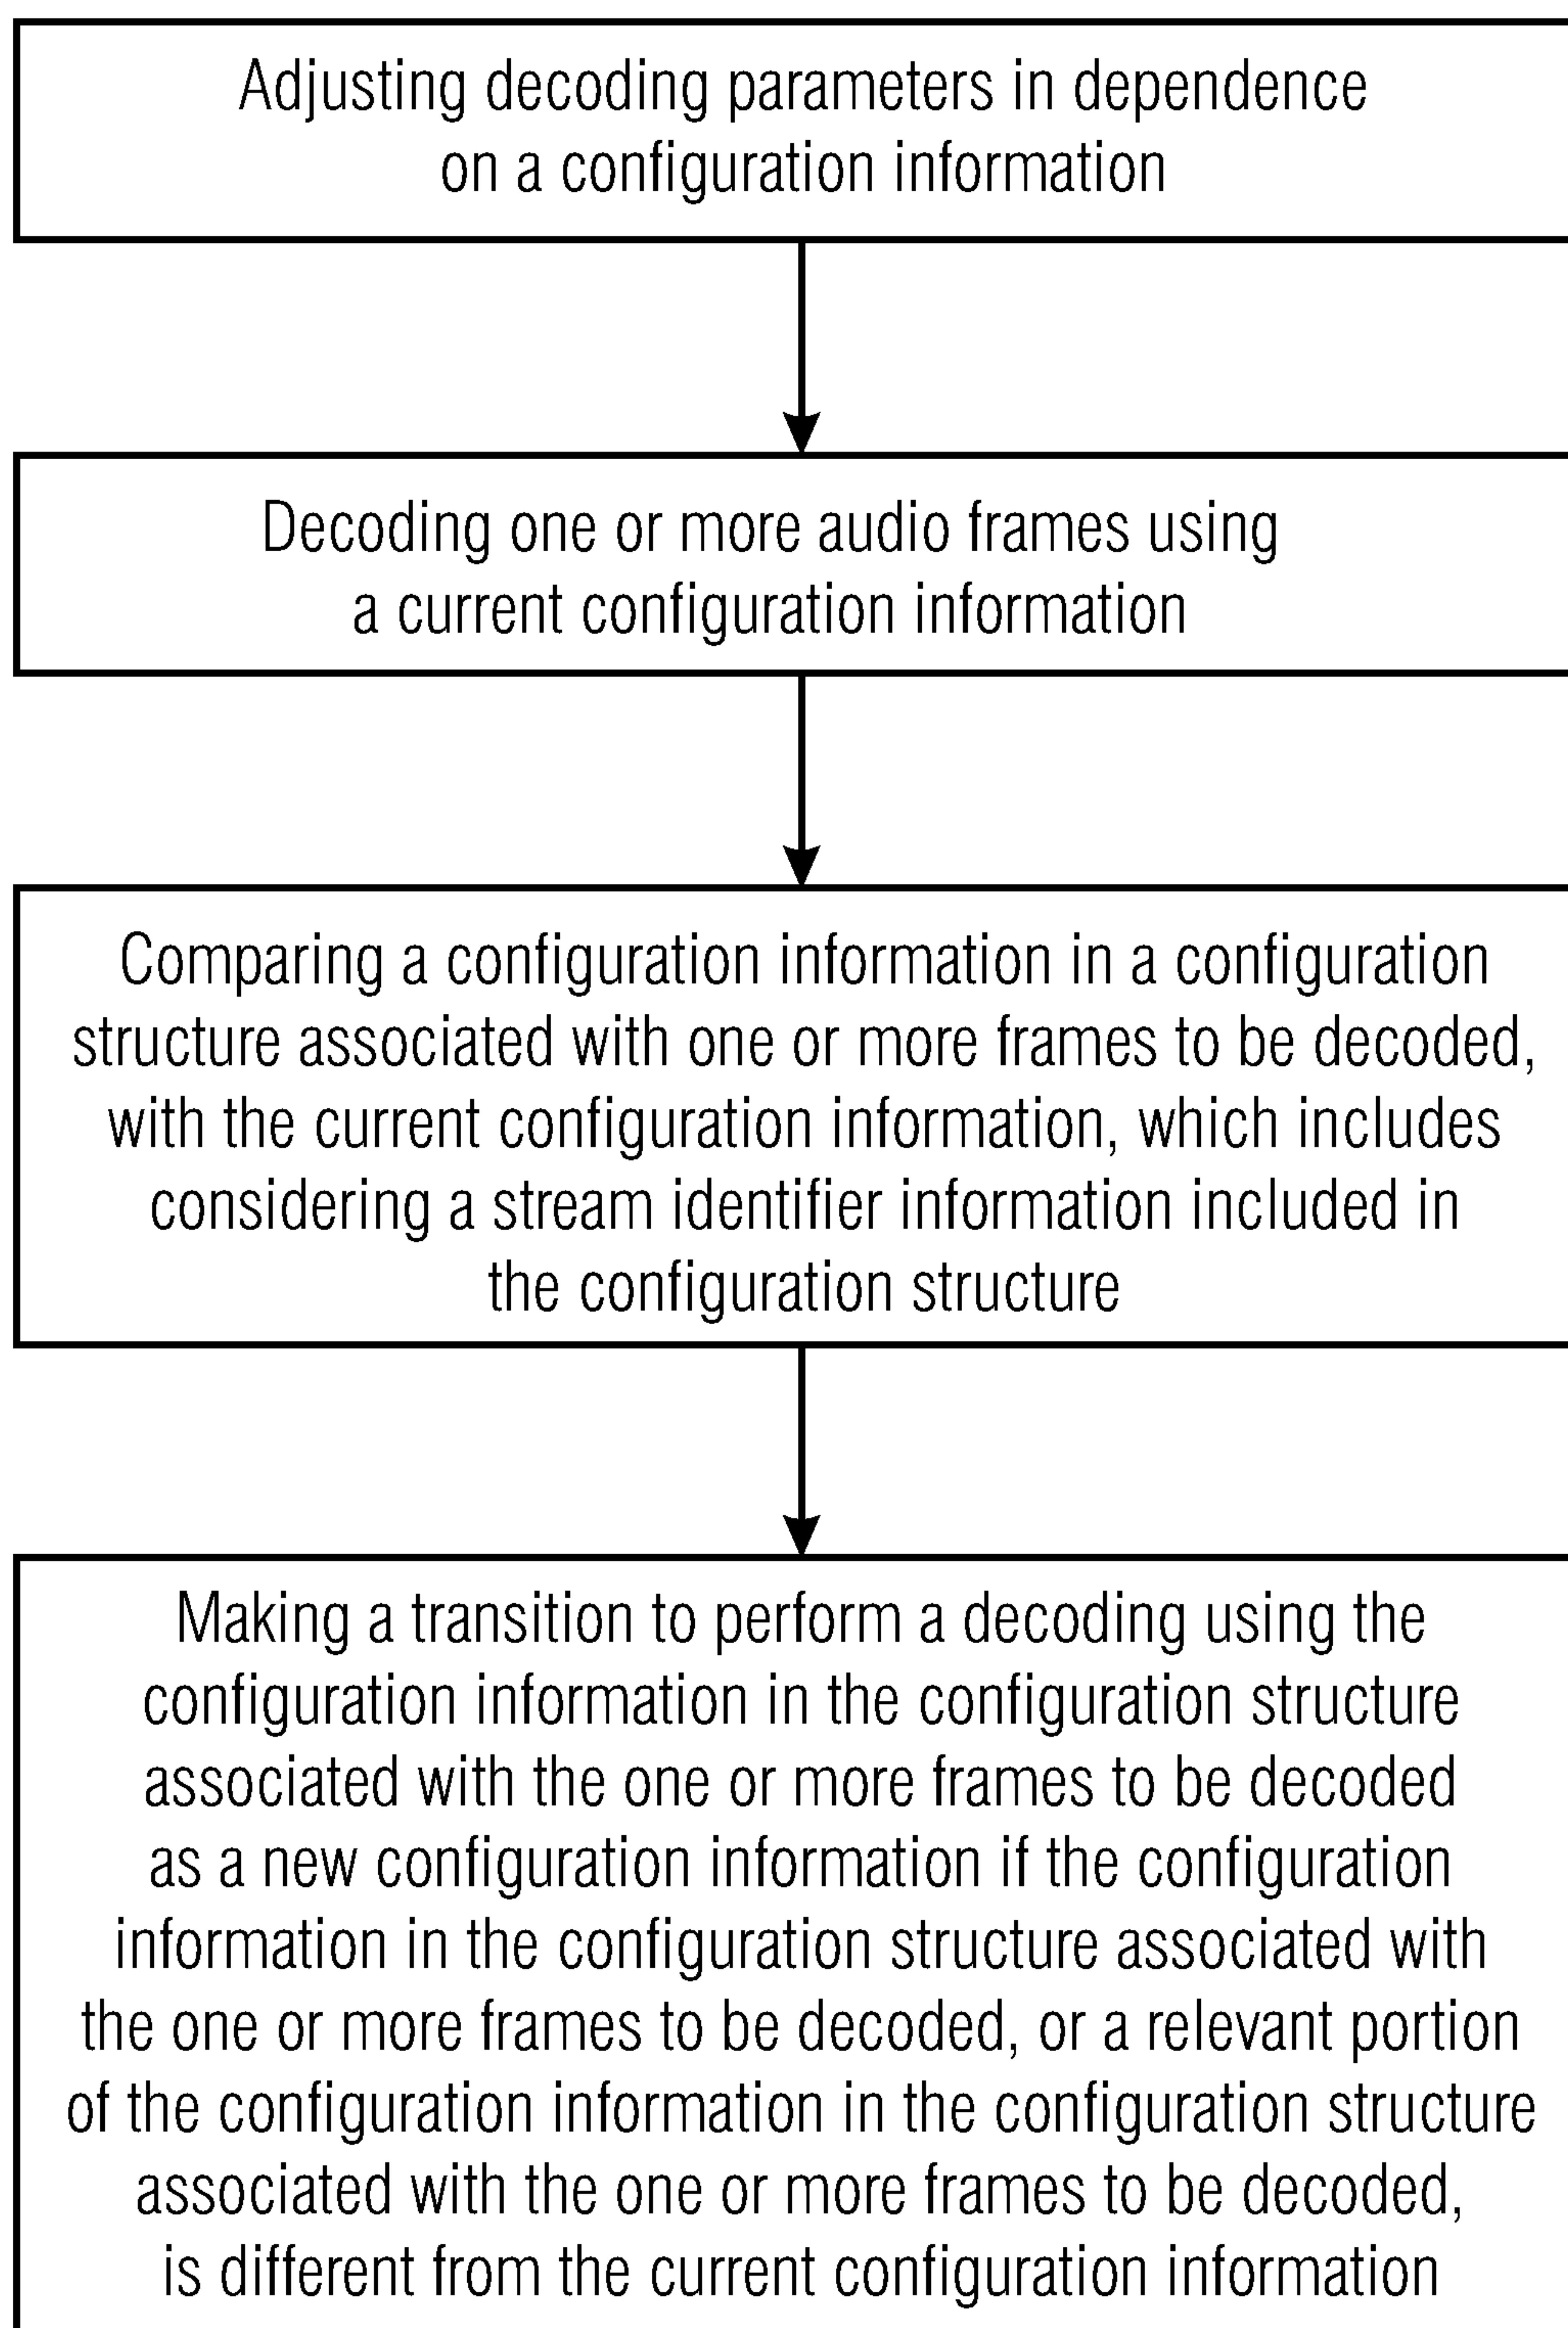 Adjusting decoding parameters in dependence
on a configuration information
Decoding one or more audio frames using
a current configuration information
Comparing a configuration information in a configuration
structure associated with one or more frames to be decoded,
with the current configuration information, which includes
considering a stream identifier information included in
the configuration structure
Making a transition to perform a decoding using the
configuration information in the configuration structure
associated with the one or more frames to be decoded
as a new configuration information if the configuration
information in the configuration structure associated with
the one or more frames to be decoded, or a relevant portion
of the configuration information in the configuration structure
associated with the one or more frames to be decoded,
is different from the current configuration information